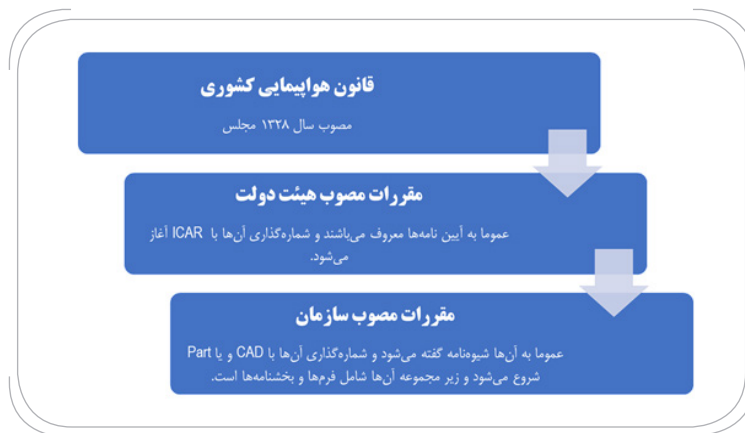 قانون هواپیمایی کشوری
مصوب سال ۱۳۲۸ مجلس
مقررات مصوب هیئت دولت
عموما به آیین نامهها معروف می‌باشند و شماره‌گذاری آن‌ها با ICAR آغاز
می‌شود.
مقررات مصوب سازمان
عموما به آن‌ها شیوه‌نامه گفته می‌شود و شماره‌گذاری آن‌ها با CAD و یا Part
شروع می‌شود و زیر مجموعه آن‌ها شامل فرم‌ها و بخشنامه‌ها است.